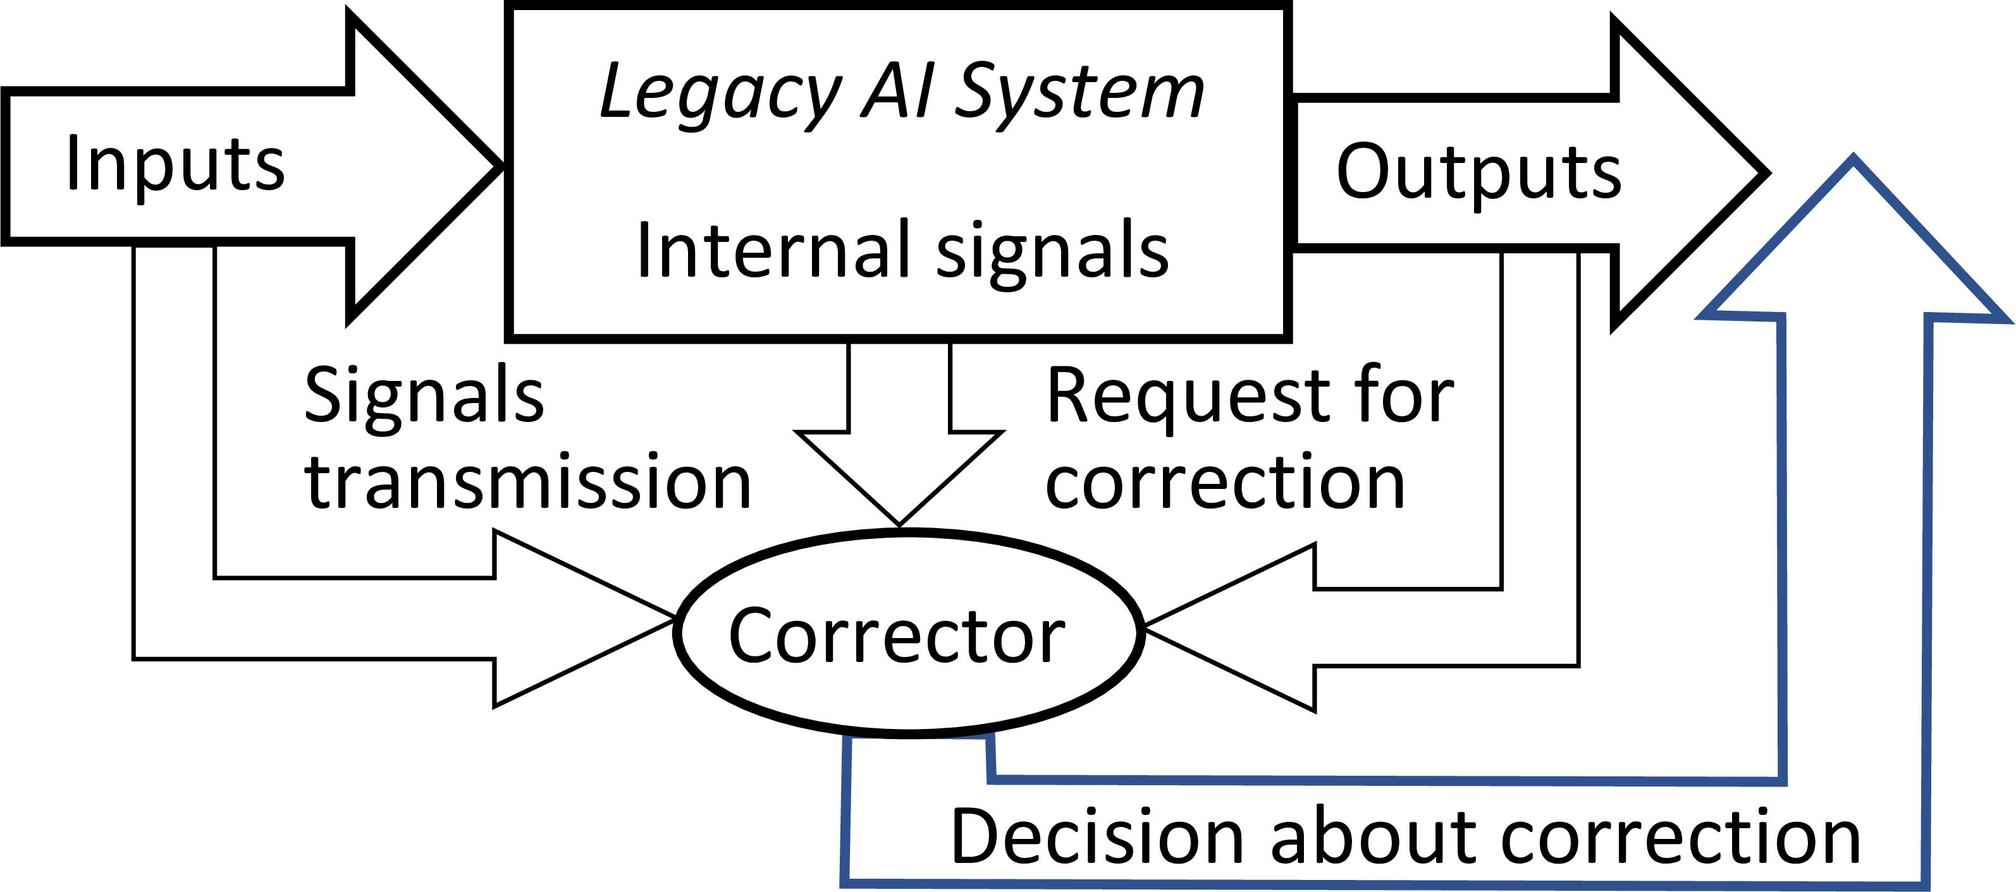 Legacy AI System
Inputs
Outputs
Internal signals
Signals
transmission
Request for
correction
Corrector
Decision about correction